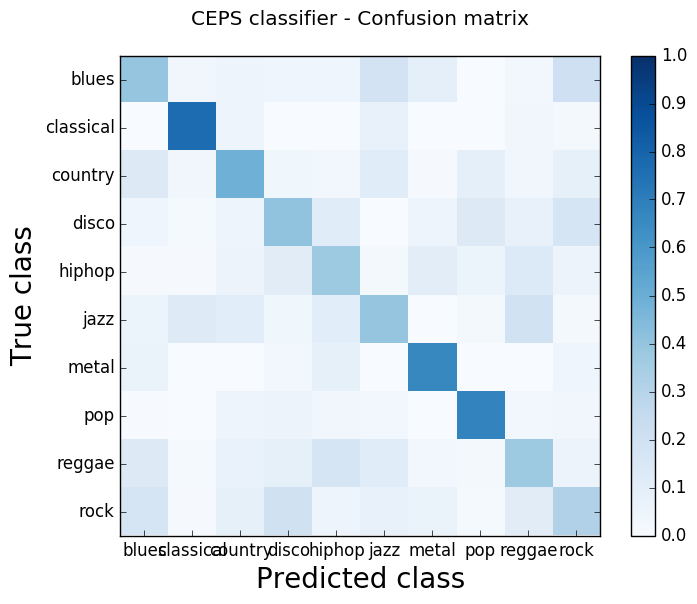 CEPS classifier - Confusion matrix
True class
blues
classical
country
disco
hiphop
jazz
metal
pop
reggae
rock
blues classical country disco hiphop jazz metal pop reggae rock
Predicted class
1.0
0.9
0.8
0.7
0.6
0.5
0.4
0.3
0.2
0.1
0.0